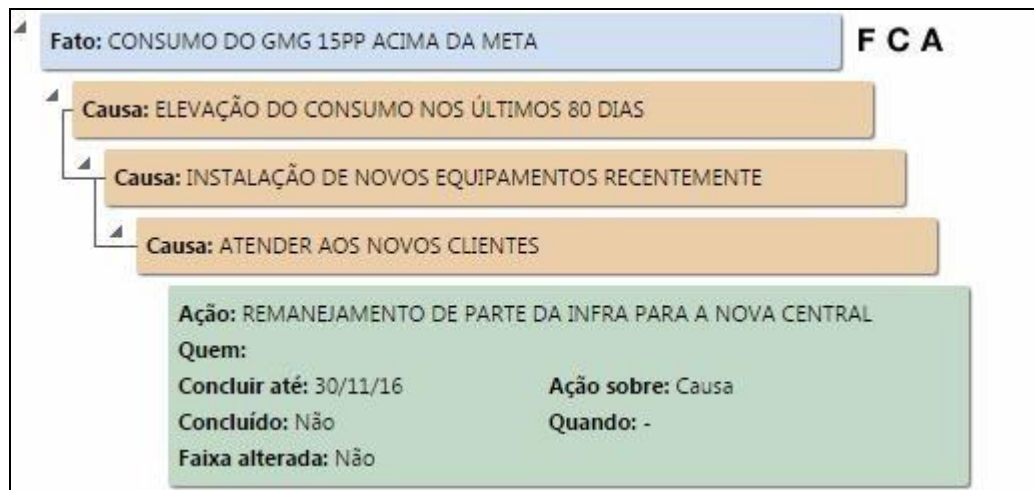 Fato: CONSUMO DO GMG 15PP ACIMA DA META
F C A
Causa: ELEVAÇÃO DO CONSUMO NOS ÚLTIMOS 80 DIAS
Causa: INSTALAÇÃO DE NOVOS EQUIPAMENTOS RECENTEMENTE
Causa: ATENDER AOS NOVOS CLIENTES
Ação: REMANEJAMENTO DE PARTE DA INFRA PARA A NOVA CENTRAL
Quem:
Concluir até: 30/11/16 Ação sobre: Causa
Concluído: Não Quando: -
Faixa alterada: Não